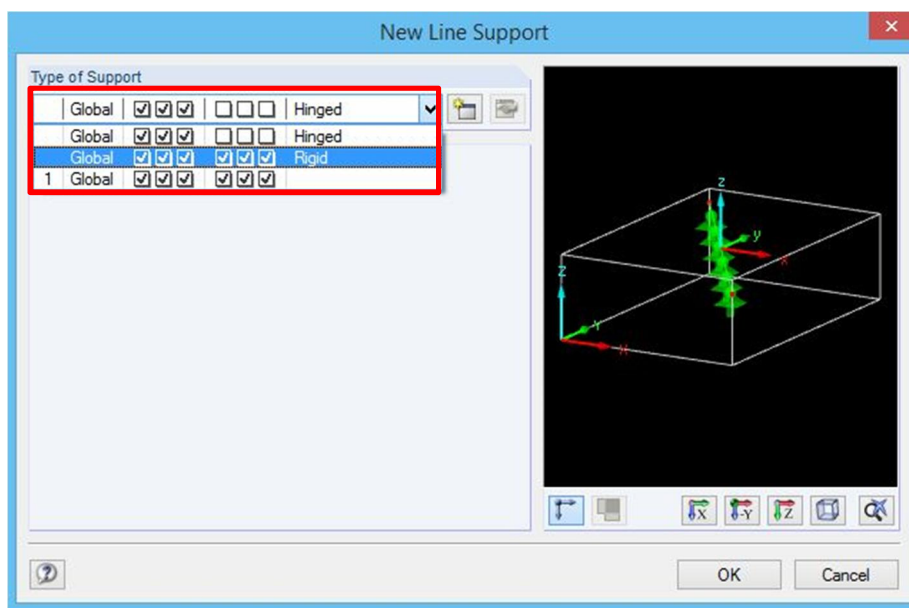 New Line Support
Type of Support
Global Hinged
Global Hinged
Global Rigid
1 Global
z
y
x
Z
Y
X
X
-Y
Z
OK
Cancel